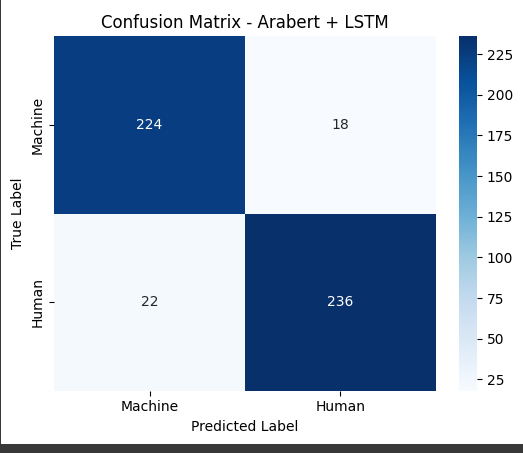 Confusion Matrix - Arabert + LSTM
True Label
Machine
Human
224
18
22
236
Machine
Human
Predicted Label
225
200
175
150
125
100
75
50
25